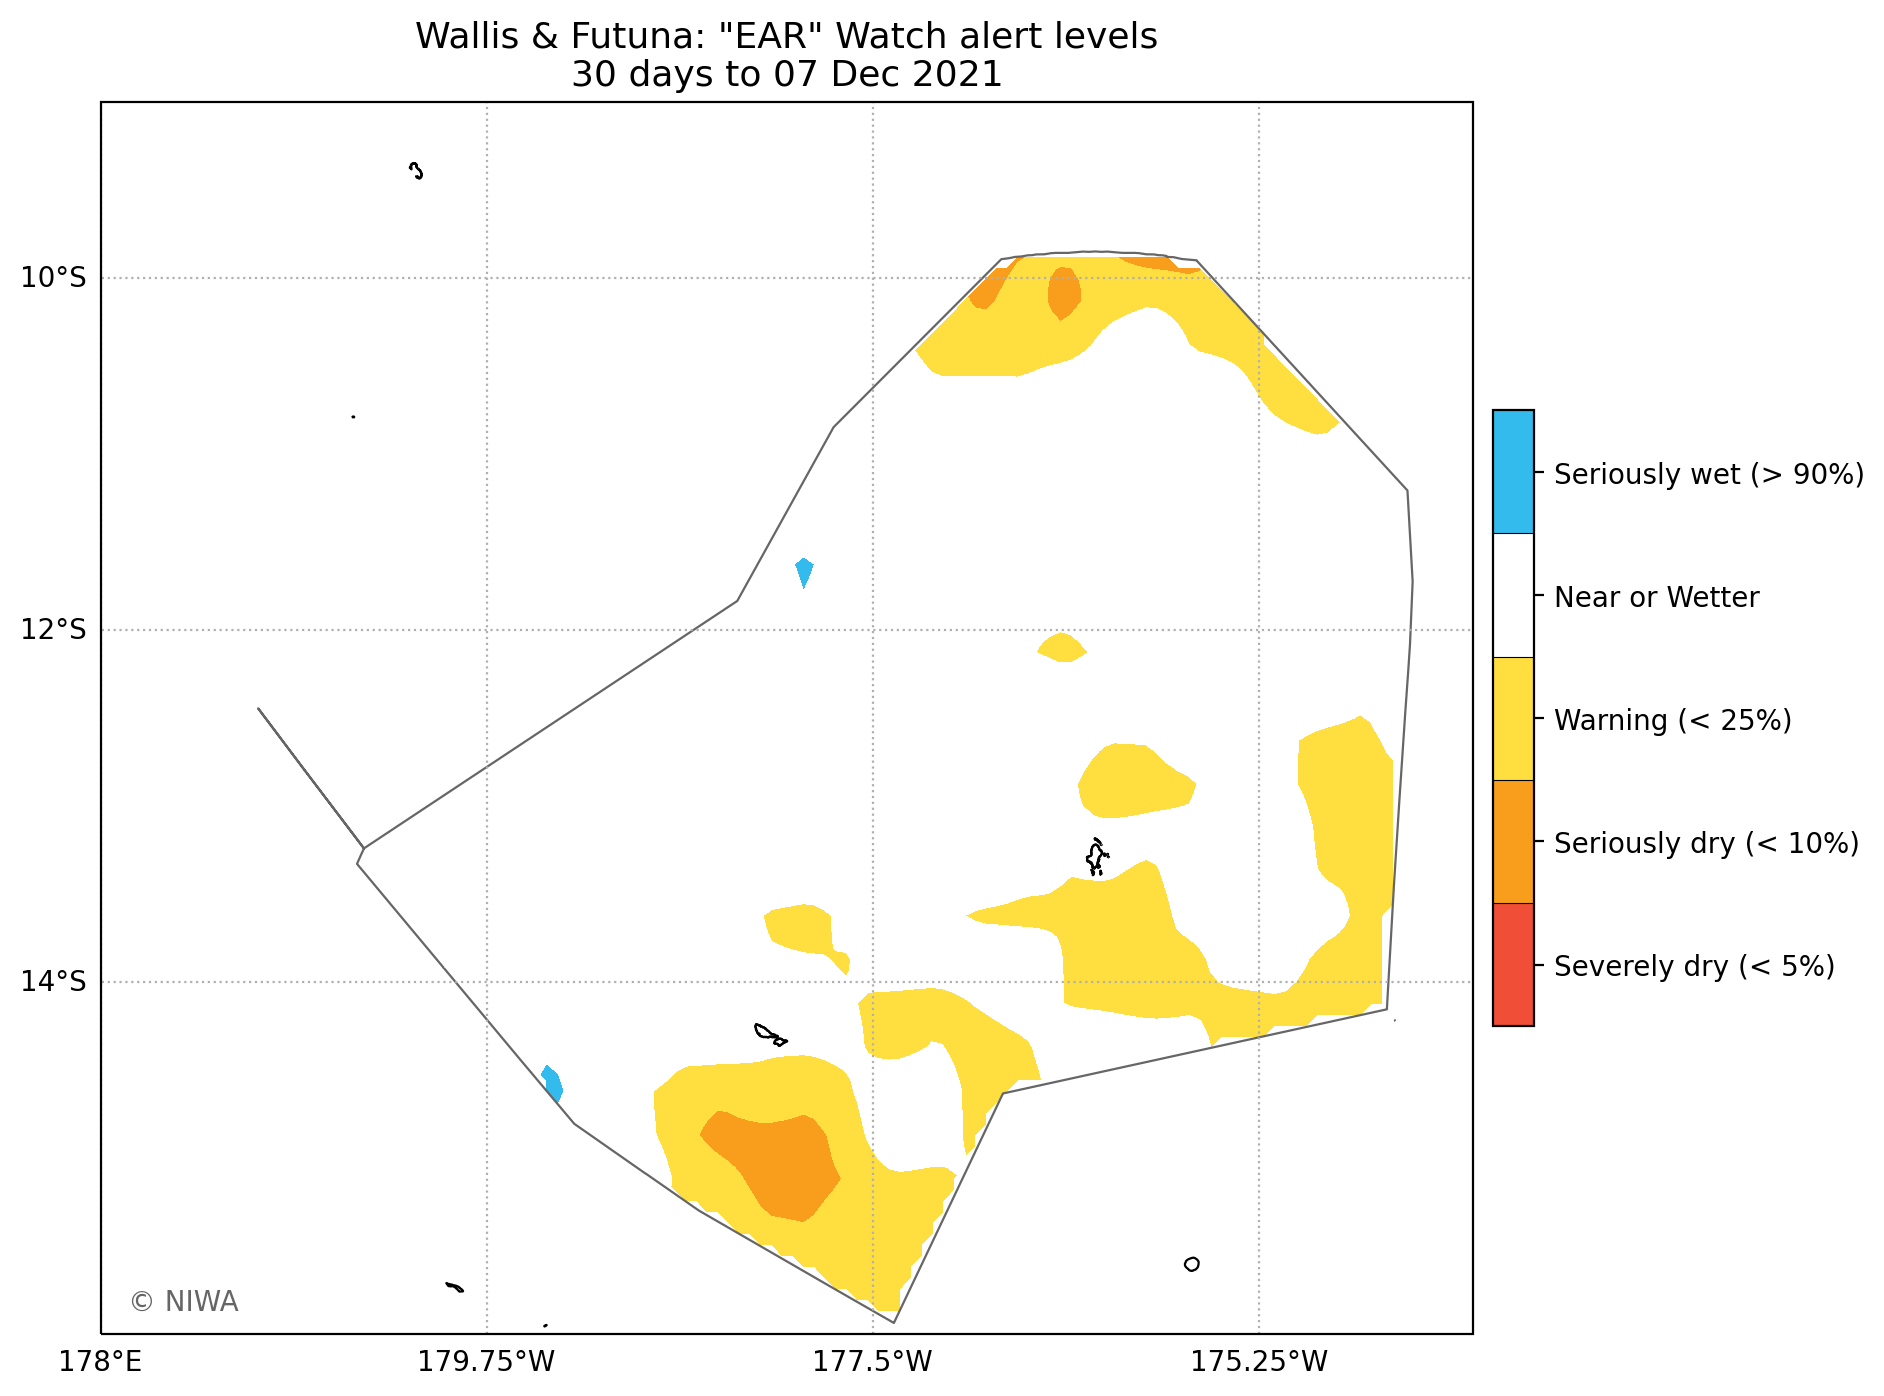 Wallis & Futuna: "EAR" Watch alert levels
30 days to 07 Dec 2021
10°S
12°S
14°S
178°E
179.75°W
177.5°W
175.25°W
Seriously wet (> 90%)
Near or Wetter
Warning (< 25%)
Seriously dry (< 10%)
Severely dry (< 5%)
© NIWA